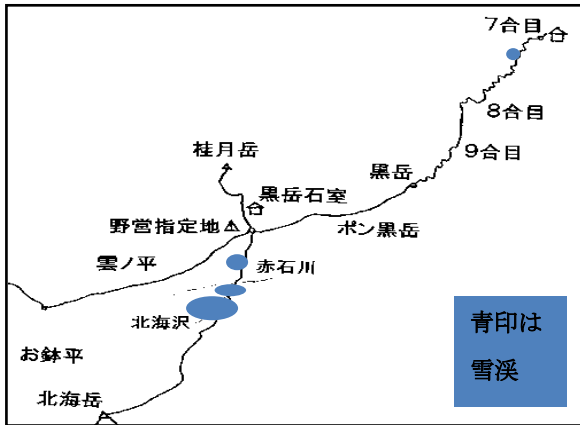 7合目
8合目
9合目
桂月岳
黒岳
黒岳石室
野営指定地
ポン黒岳
雲ノ平
赤石川
北海沢
青印は
雪渓
お鉢平
北海岳